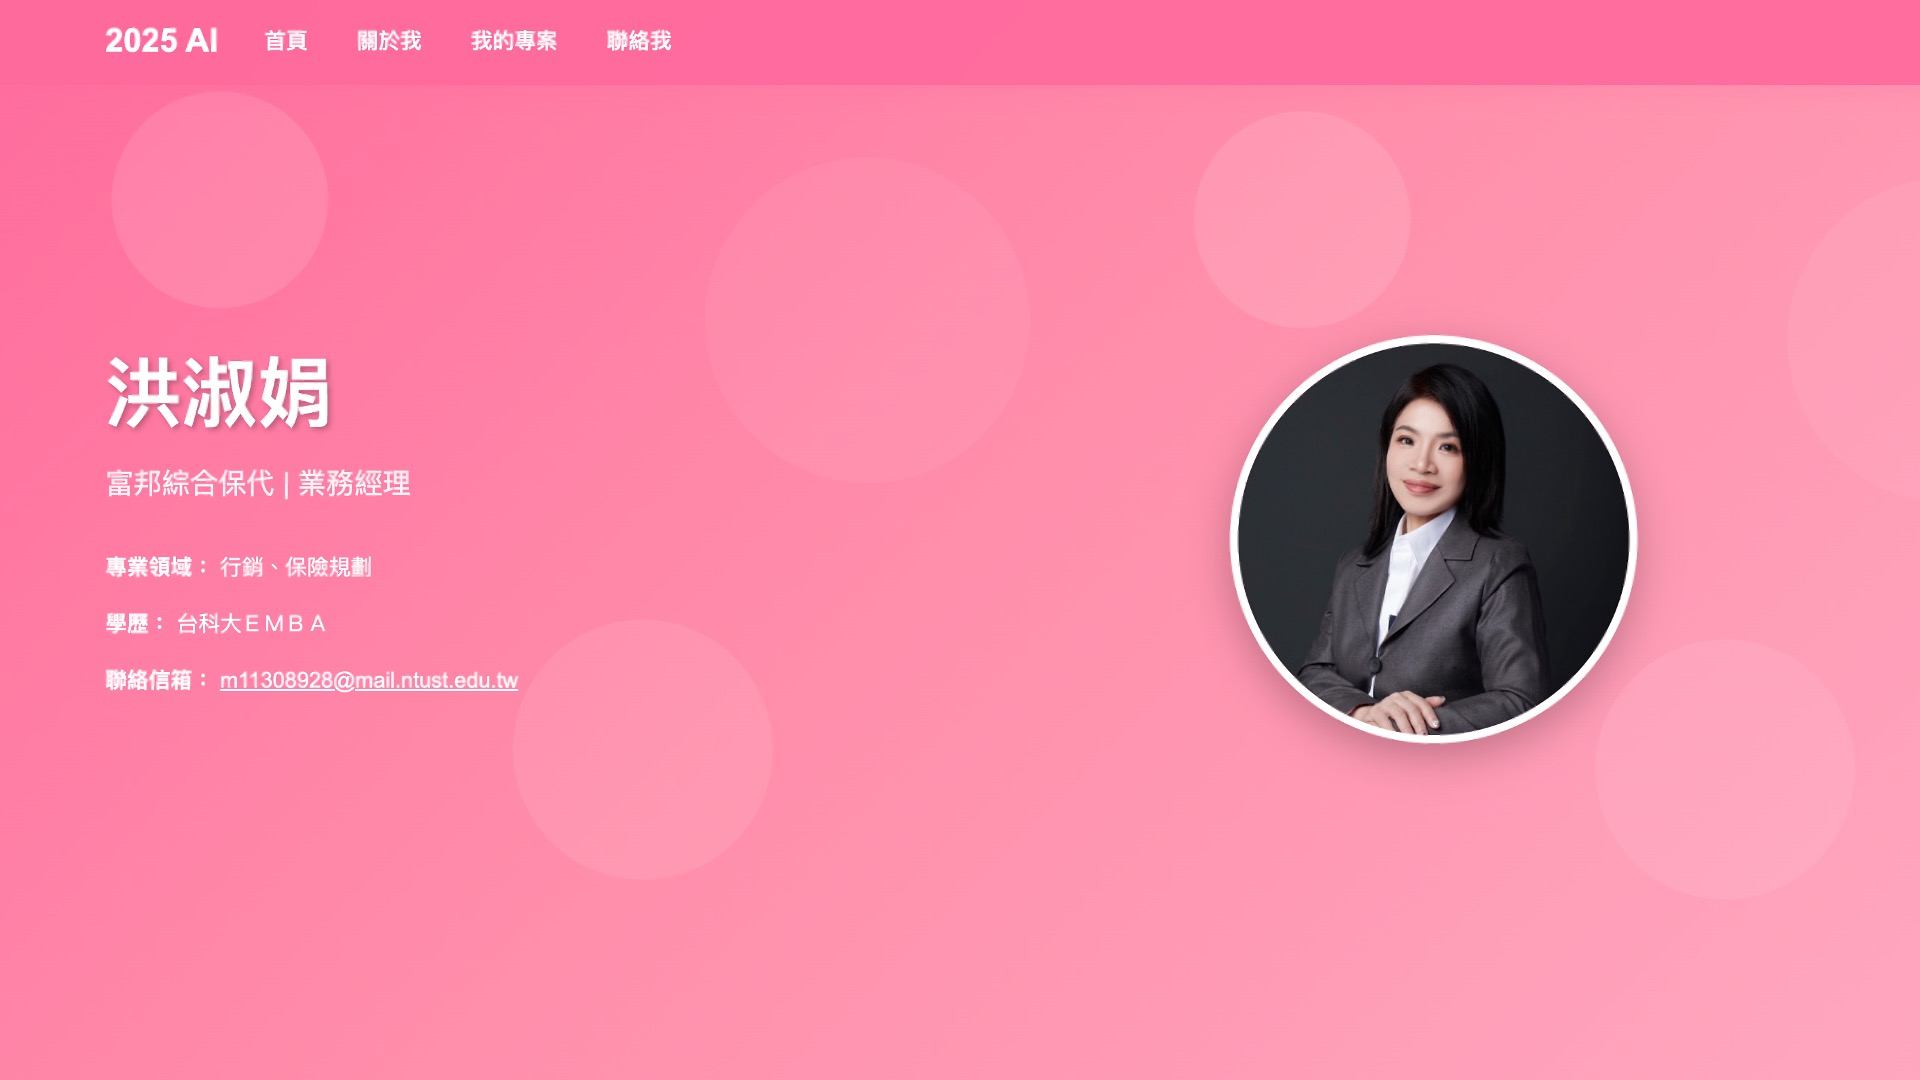 2025 AI 首頁 關於我 我的專案 聯絡我
洪淑娟
富邦綜合保代 | 業務經理
專業領域： 行銷、保險規劃
學歷： 台科大ＥＭＢＡ
聯絡信箱： m11308928@mail.ntust.edu.tw